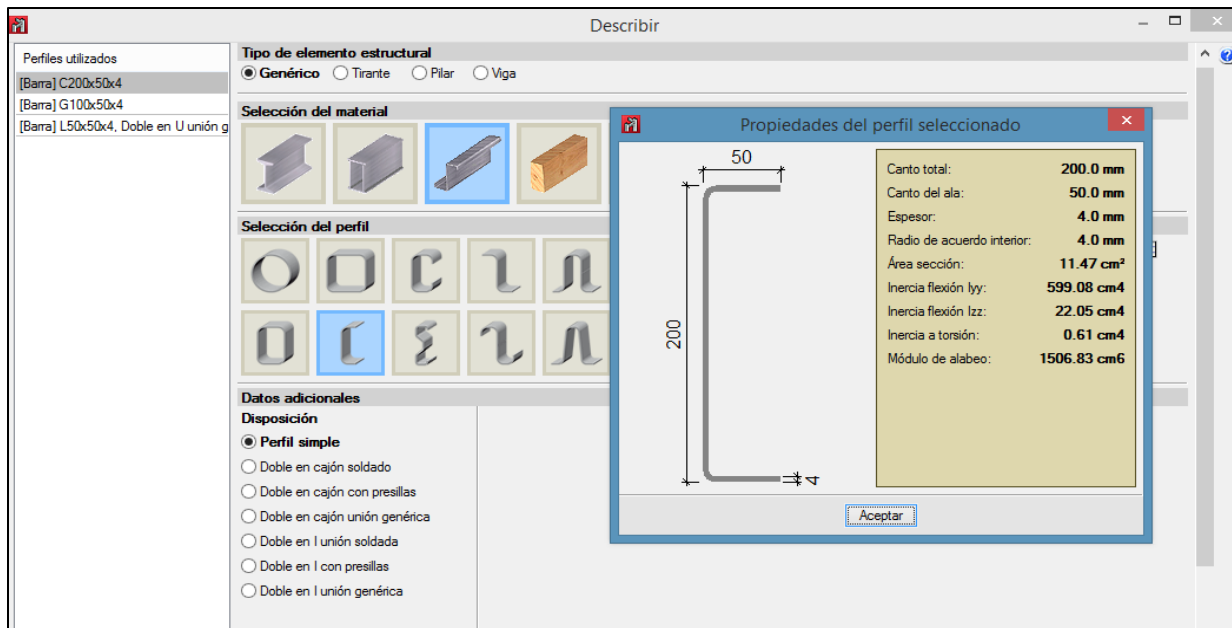 Describir
Perfiles utilizados
[Barra] C200x50x4
[Barra] G100x50x4
[Barra] L50x50x4, Doble en U unión g
Tipo de elemento estructural
Genérico Tirante Pilar Viga
Selección del material
Selección del perfil
Datos adicionales
Disposición
Perfil simple
Doble en cajón soldado
Doble en cajón con presillas
Doble en cajón unión genérica
Doble en I unión soldada
Doble en I con presillas
Doble en I unión genérica
Propiedades del perfil seleccionado
50
200
4
Canto total: 200.0 mm
Canto del ala: 50.0 mm
Espesor: 4.0 mm
Radio de acuerdo interior: 4.0 mm
Área sección: 11.47 cm²
Inercia flexión Iyy: 599.08 cm4
Inercia flexión Izz: 22.05 cm4
Inercia a torsión: 0.61 cm4
Módulo de alabeo: 1506.83 cm6
Aceptar